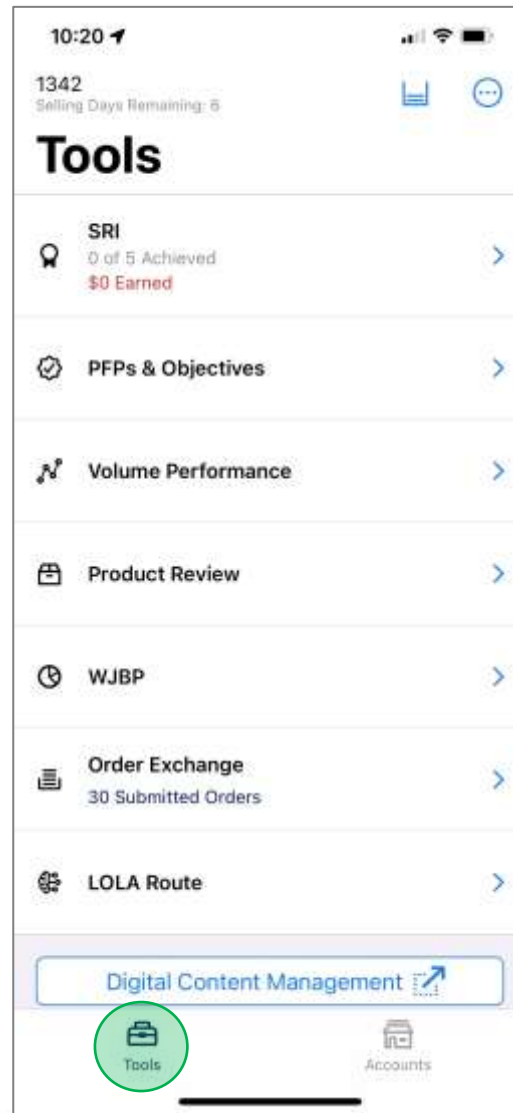 10:20
1342
Selling Days Remaining: 6
Tools
SRI
0 of 5 Achieved
$0 Earned
PFPs & Objectives
Volume Performance
Product Review
WJBP
Order Exchange
30 Submitted Orders
LOLA Route
Digital Content Management
Tools
Accounts